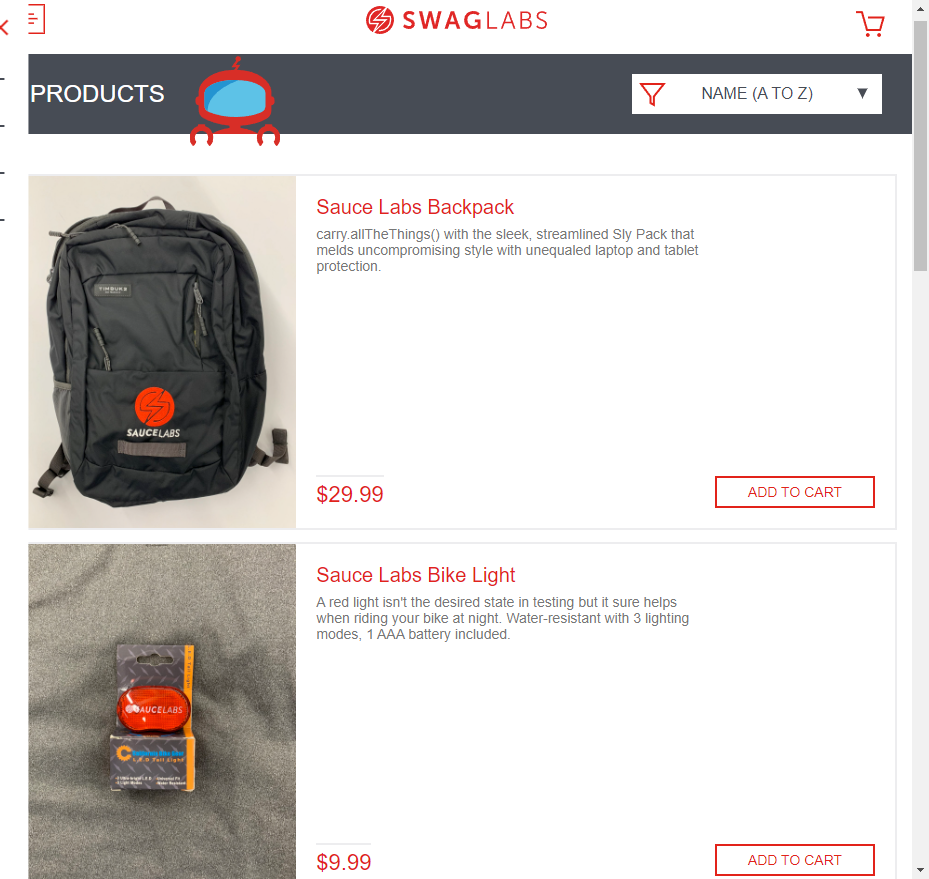 SWAGLABS
PRODUCTS
NAME (A TO Z)
Sauce Labs Backpack
carry.allTheThings() with the sleek, streamlined Sly Pack that
melds uncompromising style with unequaled laptop and tablet
protection.
TIMBUK2
SAUCELABS
$29.99
ADD TO CART
Sauce Labs Bike Light
A red light isn't the desired state in testing but it sure helps
when riding your bike at night. Water-resistant with 3 lighting
modes, 1 AAA battery included.
SAUCELABS
L.E.D Tail Light
$9.99
ADD TO CART